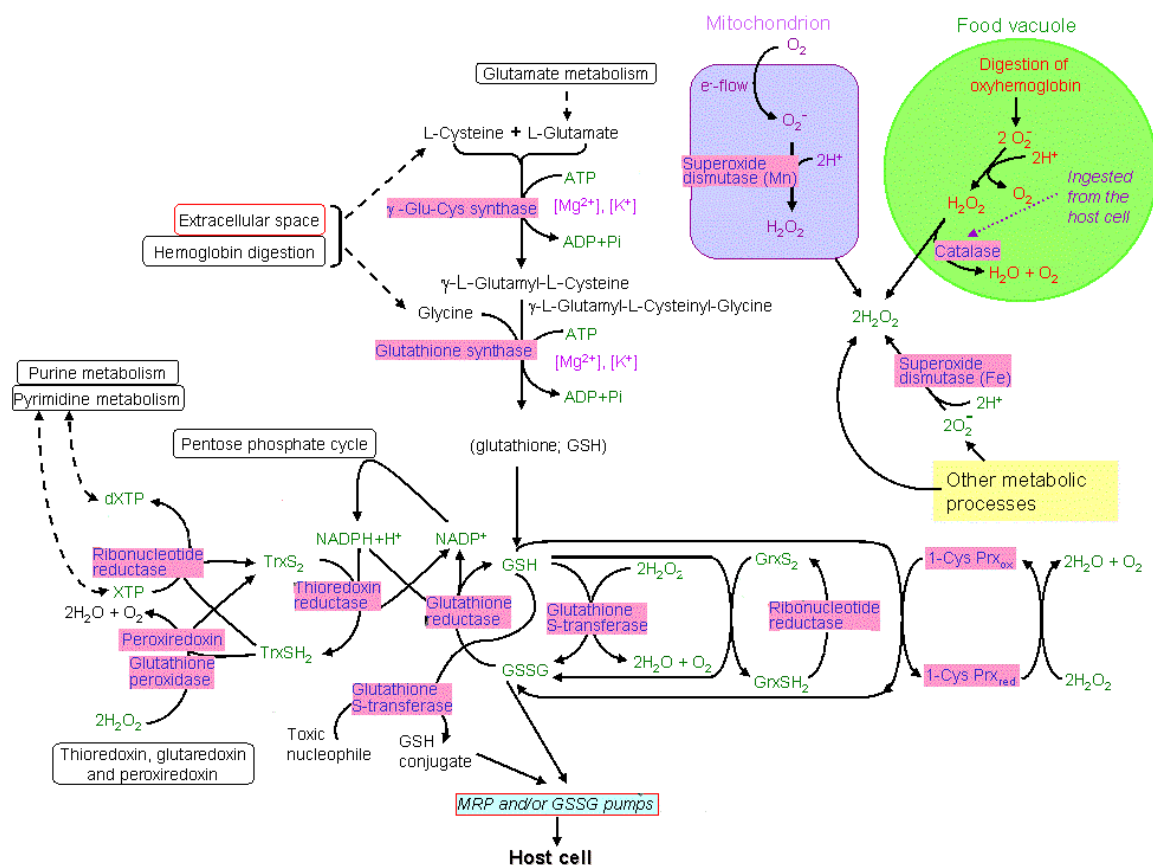 Mitochondrion
Food vacuole
O₂
Glutamate metabolism
Digestion of
oxyhemoglobin
e⁻-flow
L-Cysteine + L-Glutamate
O₂⁻
2 O₂⁻
Superoxide
dismutase (Mn)
2H⁺
2H⁺
O₂
Ingested
from the
host cell
ATP
γ-Glu-Cys synthase
[Mg²⁺], [K⁺]
ADP+Pi
H₂O₂
H₂O₂
Catalase
H₂O + O₂
Extracellular space
Hemoglobin digestion
γ-L-Glutamyl-L-Cysteine
γ-L-Glutamyl-L-Cysteinyl-Glycine
Glycine
ATP
Glutathione synthase
[Mg²⁺], [K⁺]
ADP+Pi
2H₂O₂
Superoxide
dismutase (Fe)
2H⁺
2O₂⁻
Other metabolic
processes
Purine metabolism
Pyrimidine metabolism
Pentose phosphate cycle
(glutathione; GSH)
dXTP
NADPH+H⁺
NADP⁺
Ribonucleotide
reductase
TrxS₂
XTP
2H₂O + O₂
Thioredoxin
reductase
Glutathione
reductase
GSH
2H₂O₂
GrxS₂
1-Cys Prxox
2H₂O + O₂
Peroxiredoxin
Glutathione
peroxidase
TrxSH₂
Glutathione
S-transferase
Ribonucleotide
reductase
GSSG
2H₂O + O₂
GrxSH₂
1-Cys Prxred
2H₂O₂
2H₂O₂
Glutathione
S-transferase
Toxic
nucleophile
GSH
conjugate
Thioredoxin, glutaredoxin
and peroxiredoxin
MRP and/or GSSG pumps
Host cell